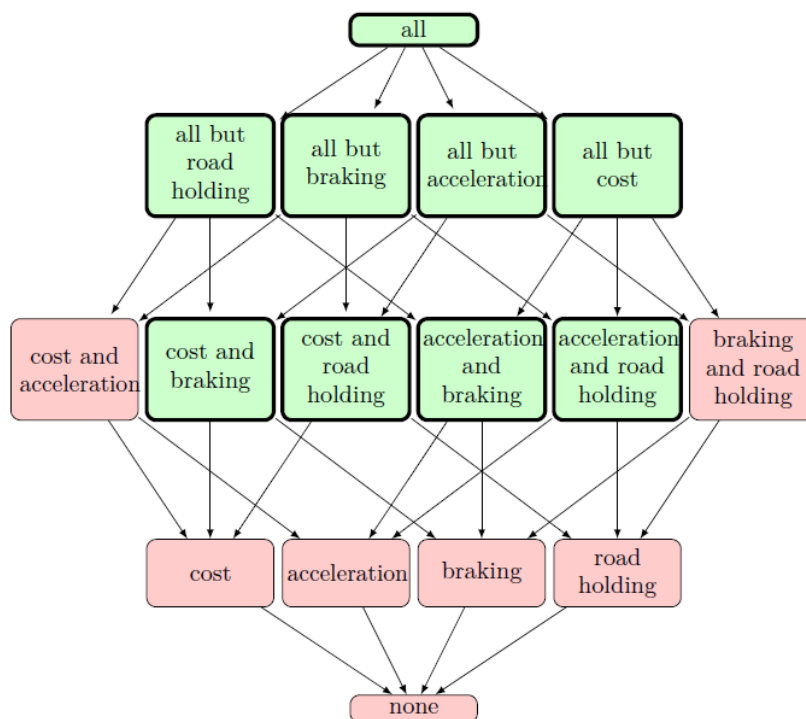 all
all but
road
holding
all but
braking
all but
acceleration
all but
cost
cost and
acceleration
cost and
braking
cost and
road
holding
acceleration
and
braking
acceleration
and road
holding
braking
and road
holding
cost
acceleration
braking
road
holding
none